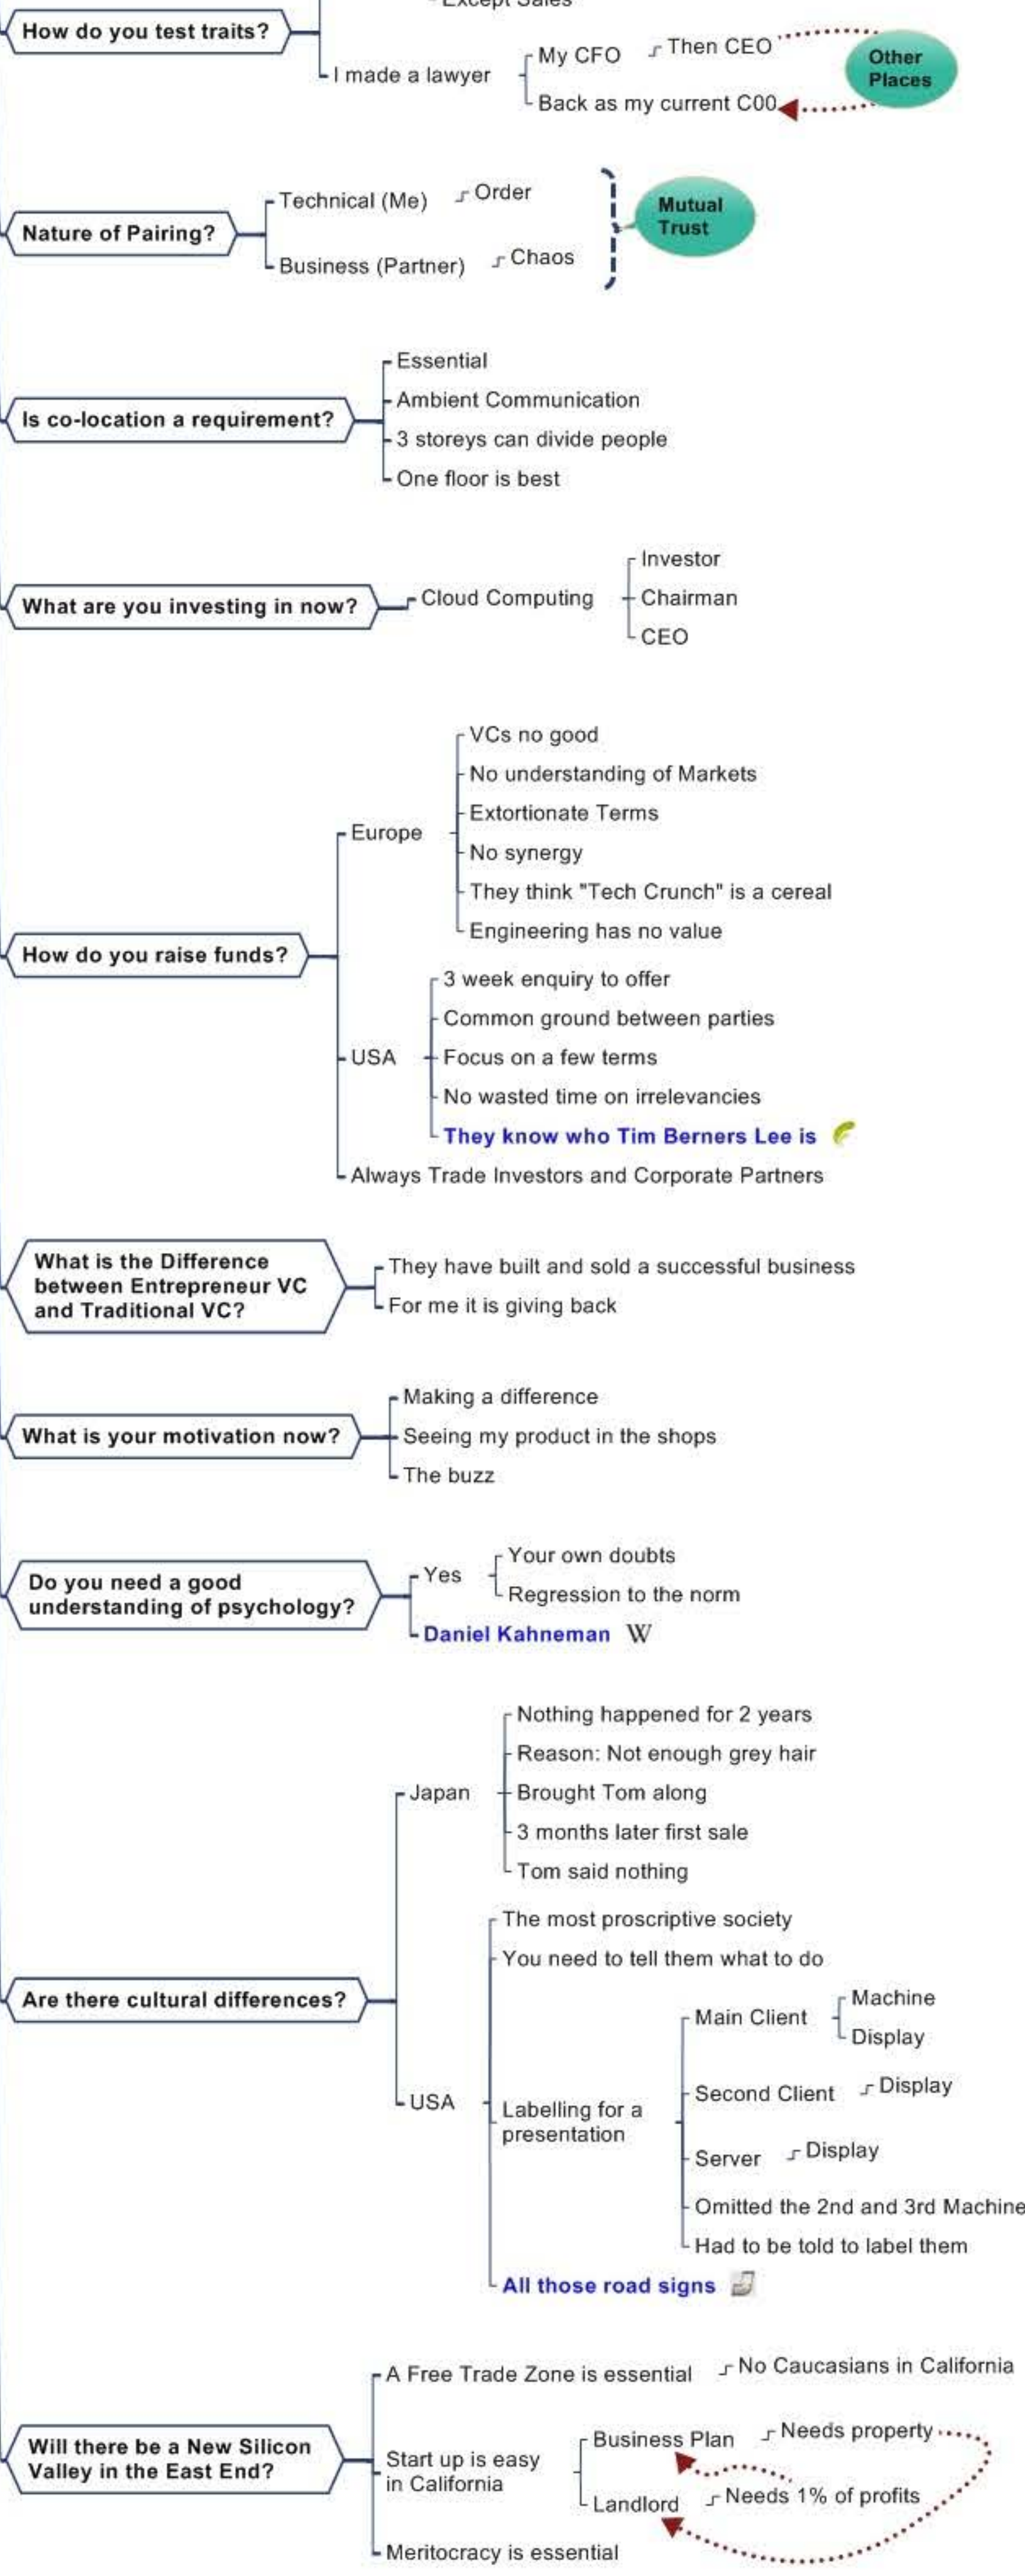 Except Sales
How do you test traits?
I made a lawyer
My CFO
Then CEO
Back as my current C00
Other
Places
Nature of Pairing?
Technical (Me)
Order
Business (Partner)
Chaos
Mutual
Trust
Is co-location a requirement?
Essential
Ambient Communication
3 storeys can divide people
One floor is best
What are you investing in now?
Cloud Computing
Investor
Chairman
CEO
How do you raise funds?
Europe
VCs no good
No understanding of Markets
Extortionate Terms
No synergy
They think "Tech Crunch" is a cereal
Engineering has no value
USA
3 week enquiry to offer
Common ground between parties
Focus on a few terms
No wasted time on irrelevancies
They know who Tim Berners Lee is
Always Trade Investors and Corporate Partners
What is the Difference
between Entrepreneur VC
and Traditional VC?
They have built and sold a successful business
For me it is giving back
What is your motivation now?
Making a difference
Seeing my product in the shops
The buzz
Do you need a good
understanding of psychology?
Yes
Your own doubts
Regression to the norm
Daniel Kahneman W
Are there cultural differences?
Japan
Nothing happened for 2 years
Reason: Not enough grey hair
Brought Tom along
3 months later first sale
Tom said nothing
USA
The most proscriptive society
You need to tell them what to do
Labelling for a
presentation
Main Client
Machine
Display
Second Client
Display
Server
Display
Omitted the 2nd and 3rd Machine
Had to be told to label them
All those road signs
Will there be a New Silicon
Valley in the East End?
A Free Trade Zone is essential
No Caucasians in California
Start up is easy
in California
Business Plan
Needs property
Landlord
Needs 1% of profits
Meritocracy is essential